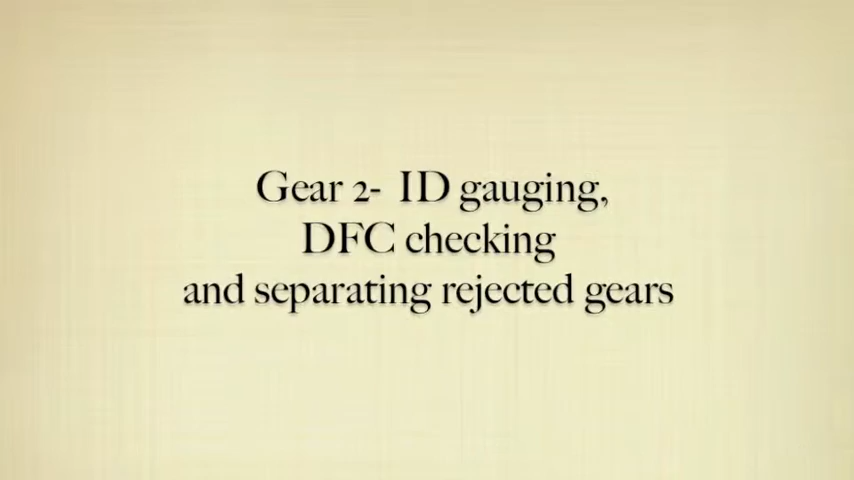 Gear 2-  ID gauging,
DFC checking
and separating rejected gears